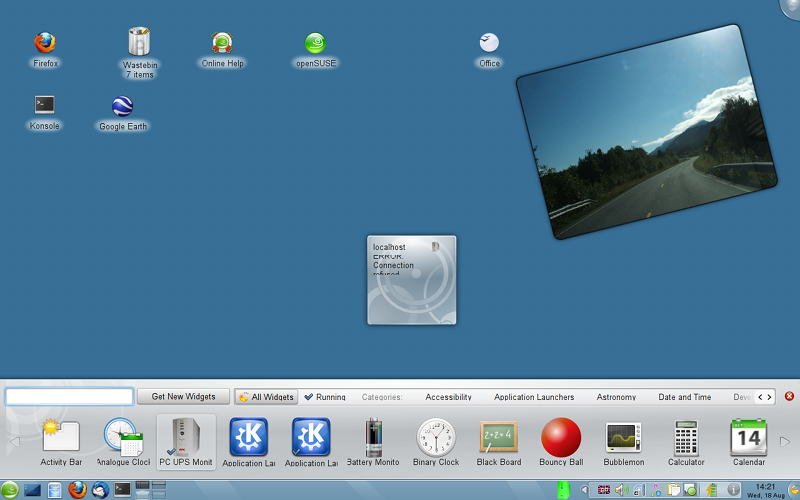 Firefox
Wastebin
7 items
Online Help
openSUSE
Office
Konsole
Google Earth
localhost
ERROR:
Connection
refused
Get New Widgets
All Widgets
Running
Categories:
Accessibility
Application Launchers
Astronomy
Date and Time
Deve
Activity Bar
Analogue Clock
PC UPS Monit
Application Lau
Application Lau
Battery Monito
Binary Clock
2+2=4
Black Board
Bouncy Ball
Bubblemon
Calculator
14
Calendar
14:21
Wed, 18 Aug